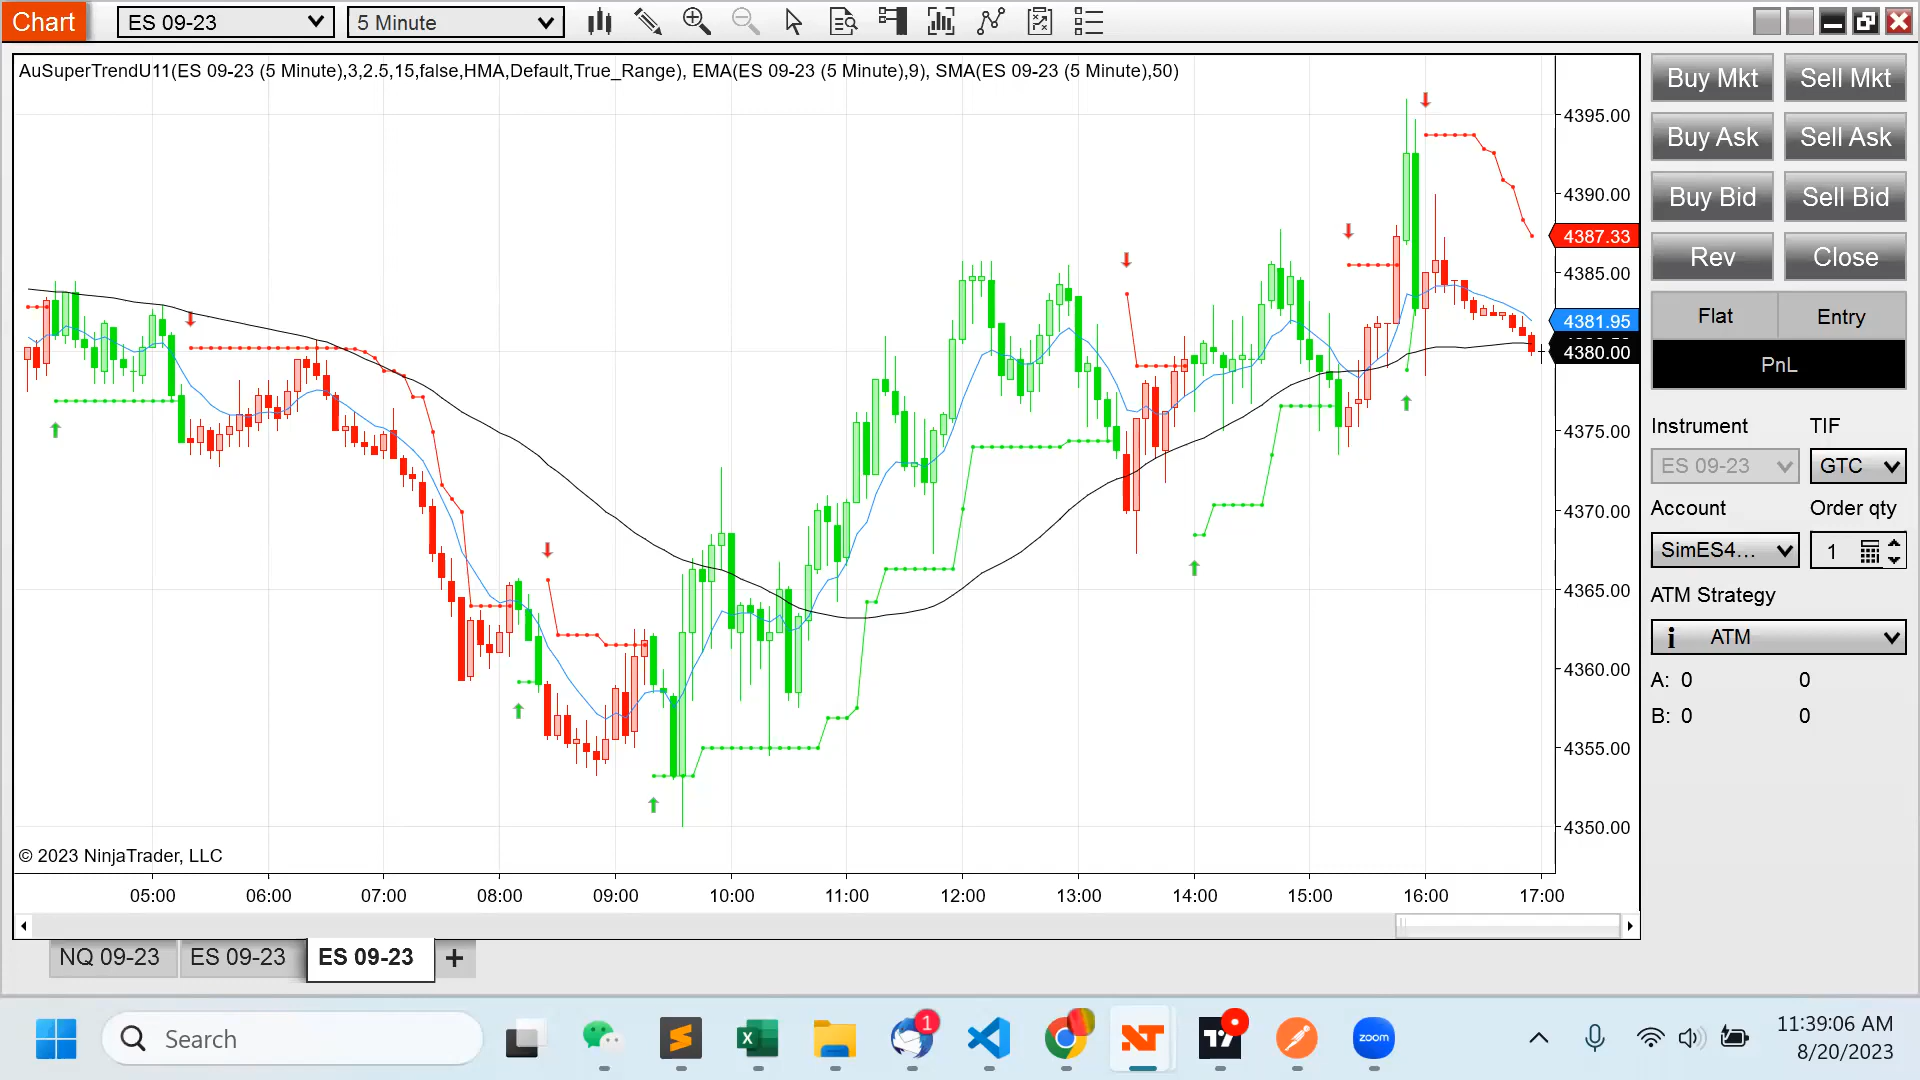 Chart
ES 09-23
5 Minute
AuSuperTrendU11(ES 09-23 (5 Minute),3,2.5,15,false,HMA,Default,True_Range), EMA(ES 09-23 (5 Minute),9), SMA(ES 09-23 (5 Minute),50)
4395.00
4390.00
4387.33
4385.00
4381.95
4380.00
4375.00
4370.00
4365.00
4360.00
4355.00
4350.00
© 2023 NinjaTrader, LLC
05:00 06:00 07:00 08:00 09:00 10:00 11:00 12:00 13:00 14:00 15:00 16:00 17:00
NQ 09-23
ES 09-23
ES 09-23
+
Buy Mkt Sell Mkt
Buy Ask Sell Ask
Buy Bid Sell Bid
Rev Close
Flat Entry
PnL
Instrument TIF
ES 09-23 GTC
Account Order qty
SimES4... 1
ATM Strategy
i ATM
A: 0 0
B: 0 0
Search
1
zoom
11:39:06 AM
8/20/2023